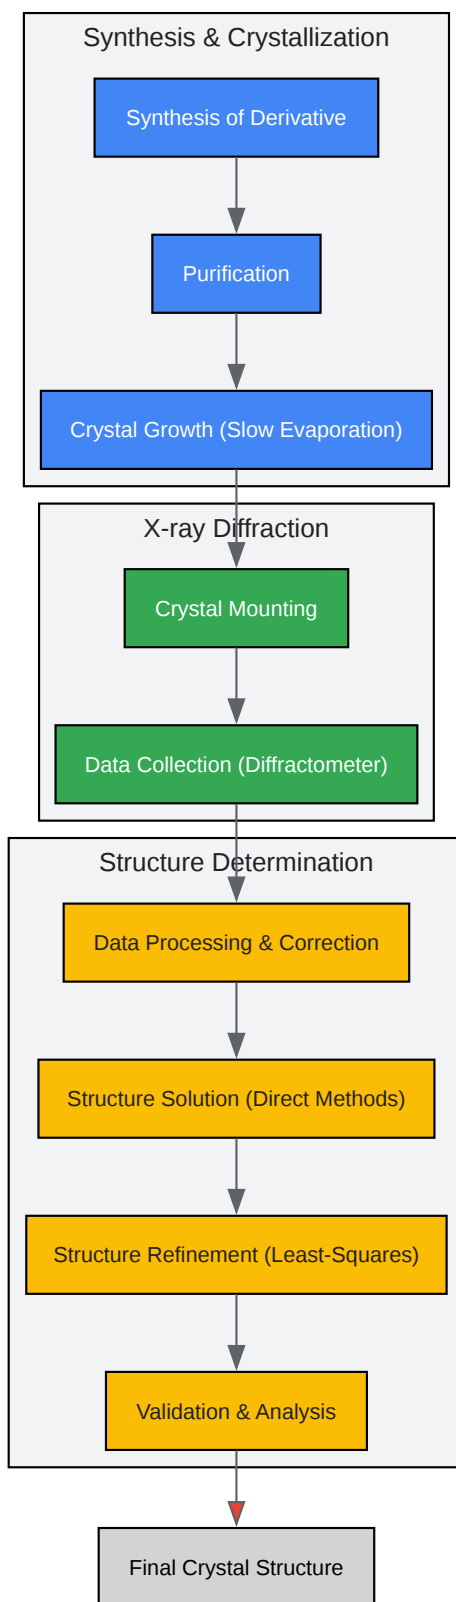 Synthesis & Crystallization
Synthesis of Derivative
Purification
Crystal Growth (Slow Evaporation)
X-ray Diffraction
Crystal Mounting
Data Collection (Diffractometer)
Structure Determination
Data Processing & Correction
Structure Solution (Direct Methods)
Structure Refinement (Least-Squares)
Validation & Analysis
Final Crystal Structure